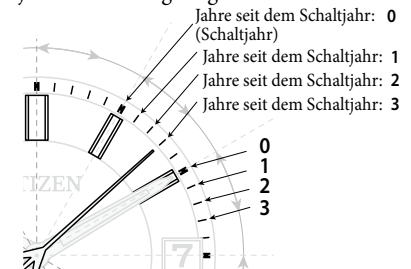 Jahre seit dem Schaltjahr: 0
(Schaltjahr)
Jahre seit dem Schaltjahr: 1
Jahre seit dem Schaltjahr: 2
Jahre seit dem Schaltjahr: 3
0
1
2
3
TIZEN
7